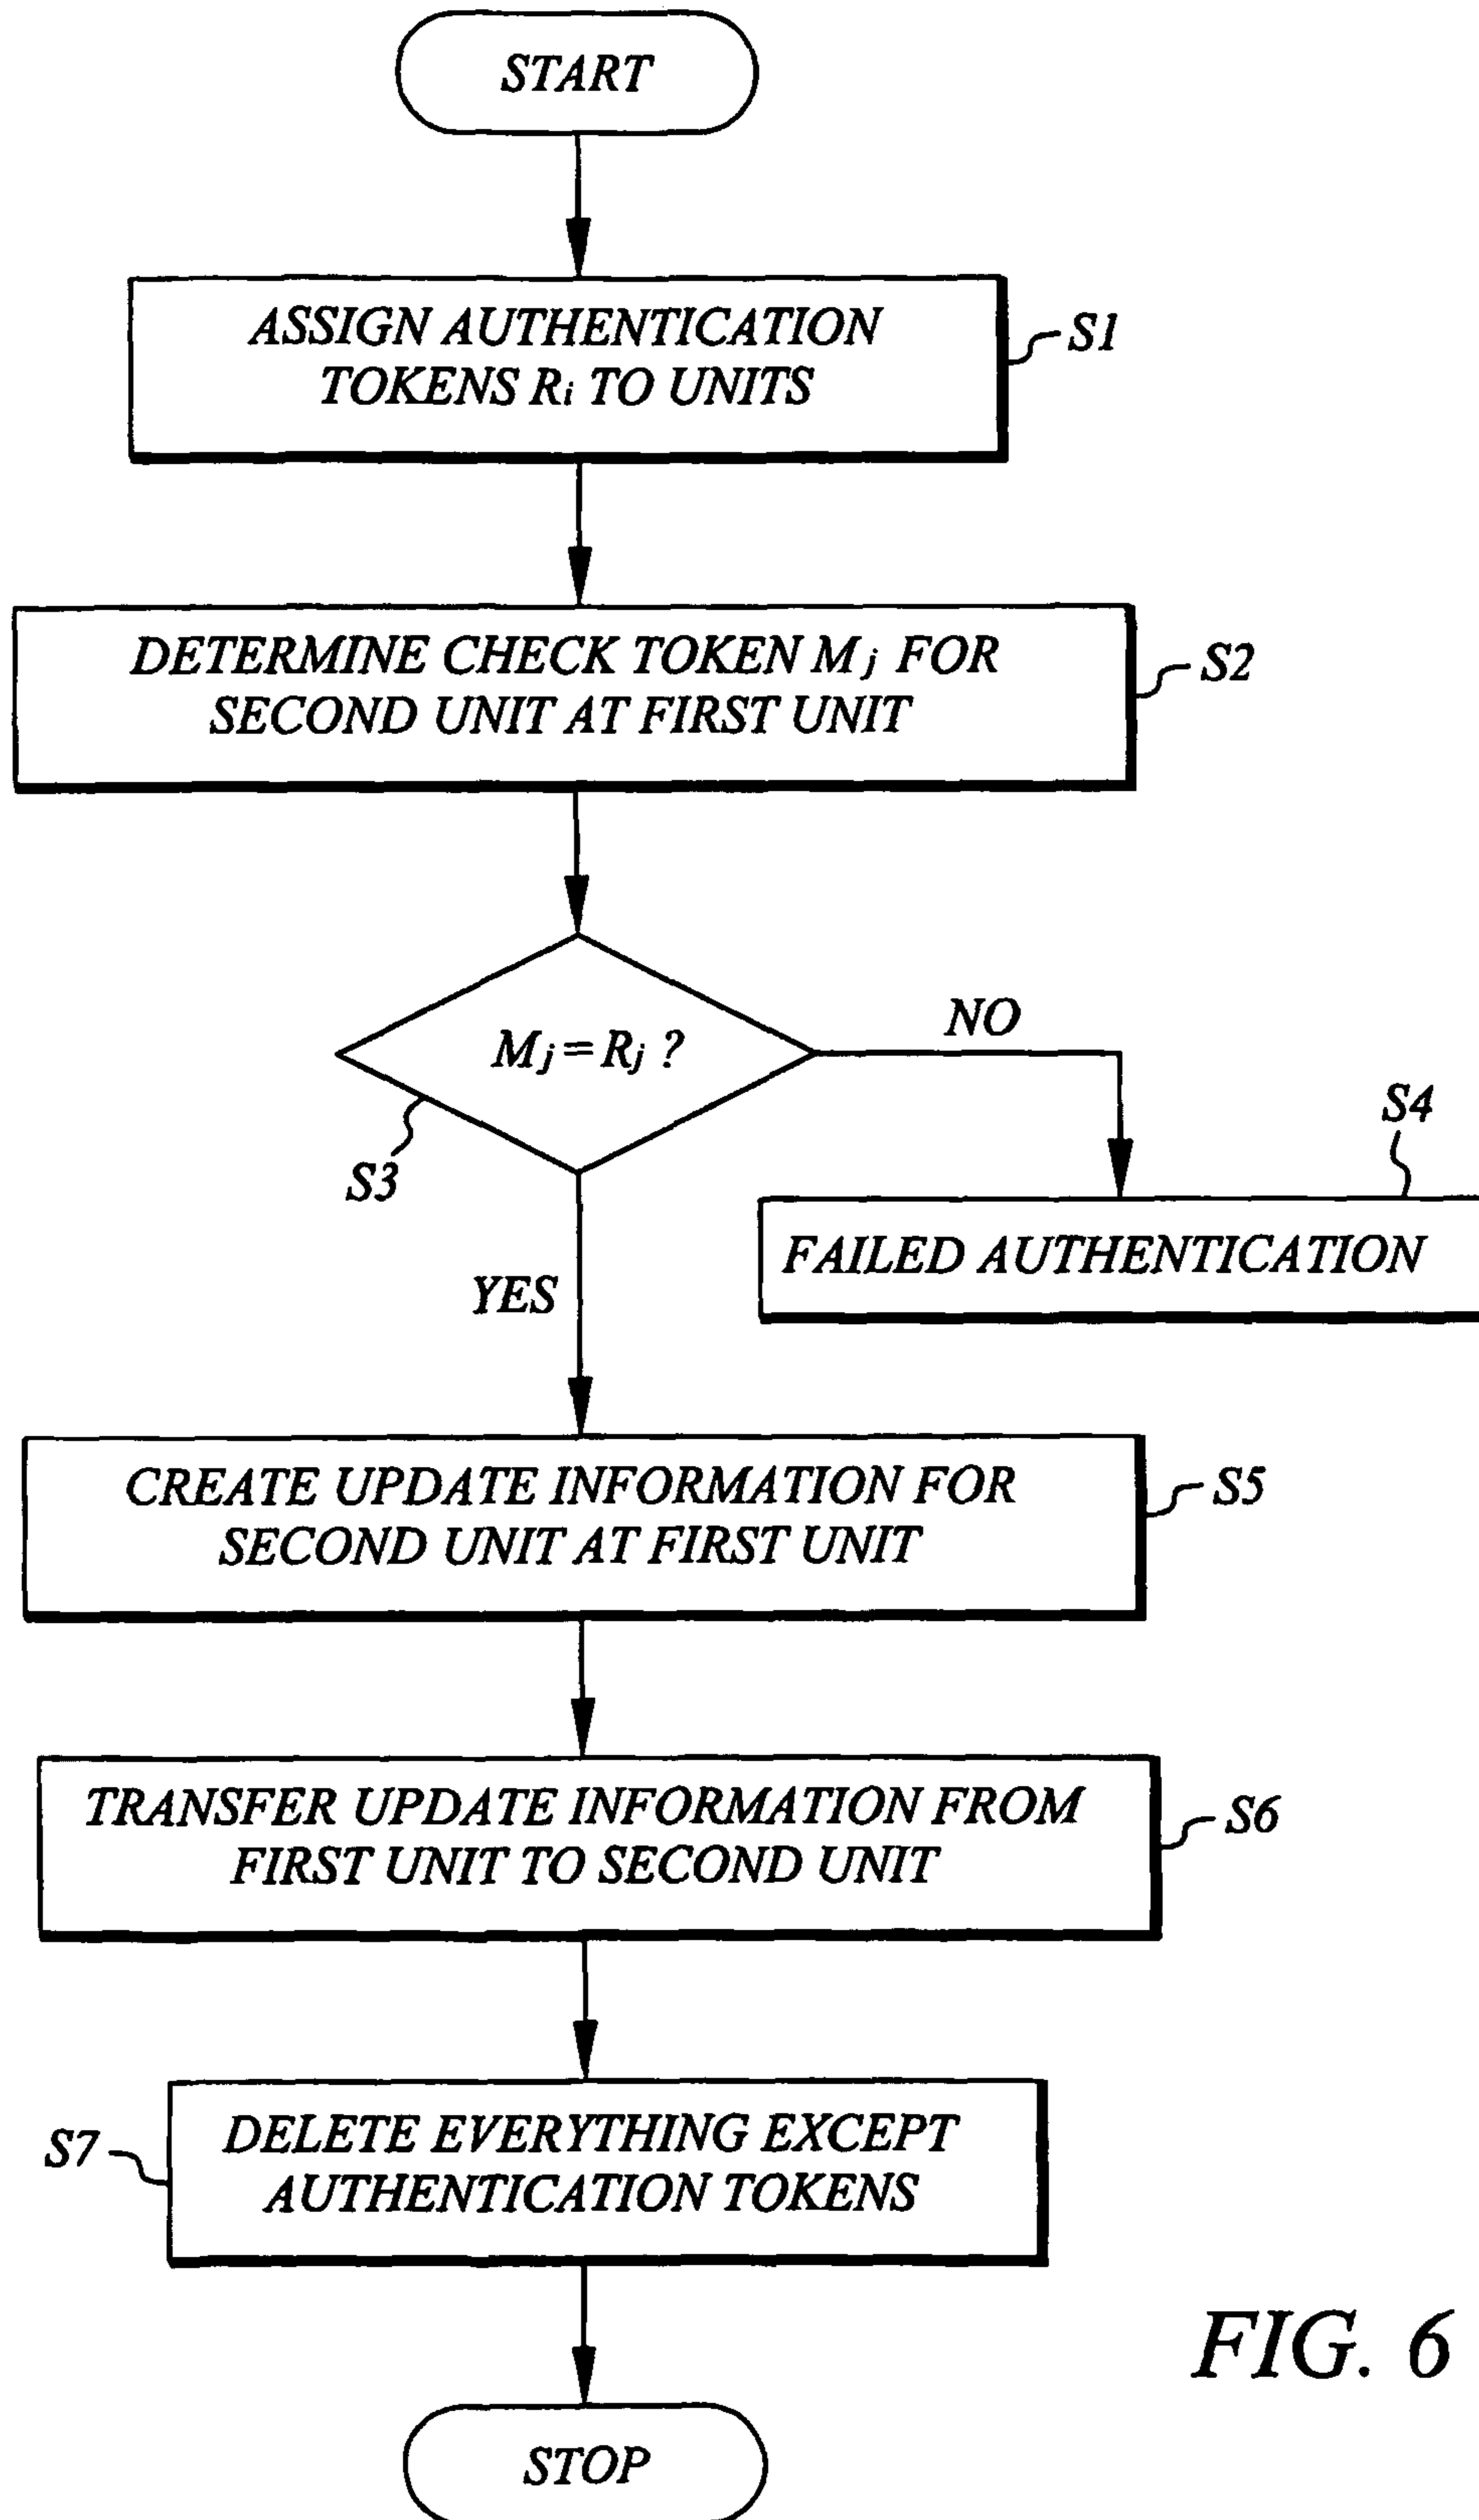 START
ASSIGN AUTHENTICATION
TOKENS Ri TO UNITS
S1
DETERMINE CHECK TOKEN Mj FOR
SECOND UNIT AT FIRST UNIT
S2
Mj=Rj ?
NO
S3
S4
FAILED AUTHENTICATION
YES
CREATE UPDATE INFORMATION FOR
SECOND UNIT AT FIRST UNIT
S5
TRANSFER UPDATE INFORMATION FROM
FIRST UNIT TO SECOND UNIT
S6
DELETE EVERYTHING EXCEPT
AUTHENTICATION TOKENS
S7
FIG. 6
STOP